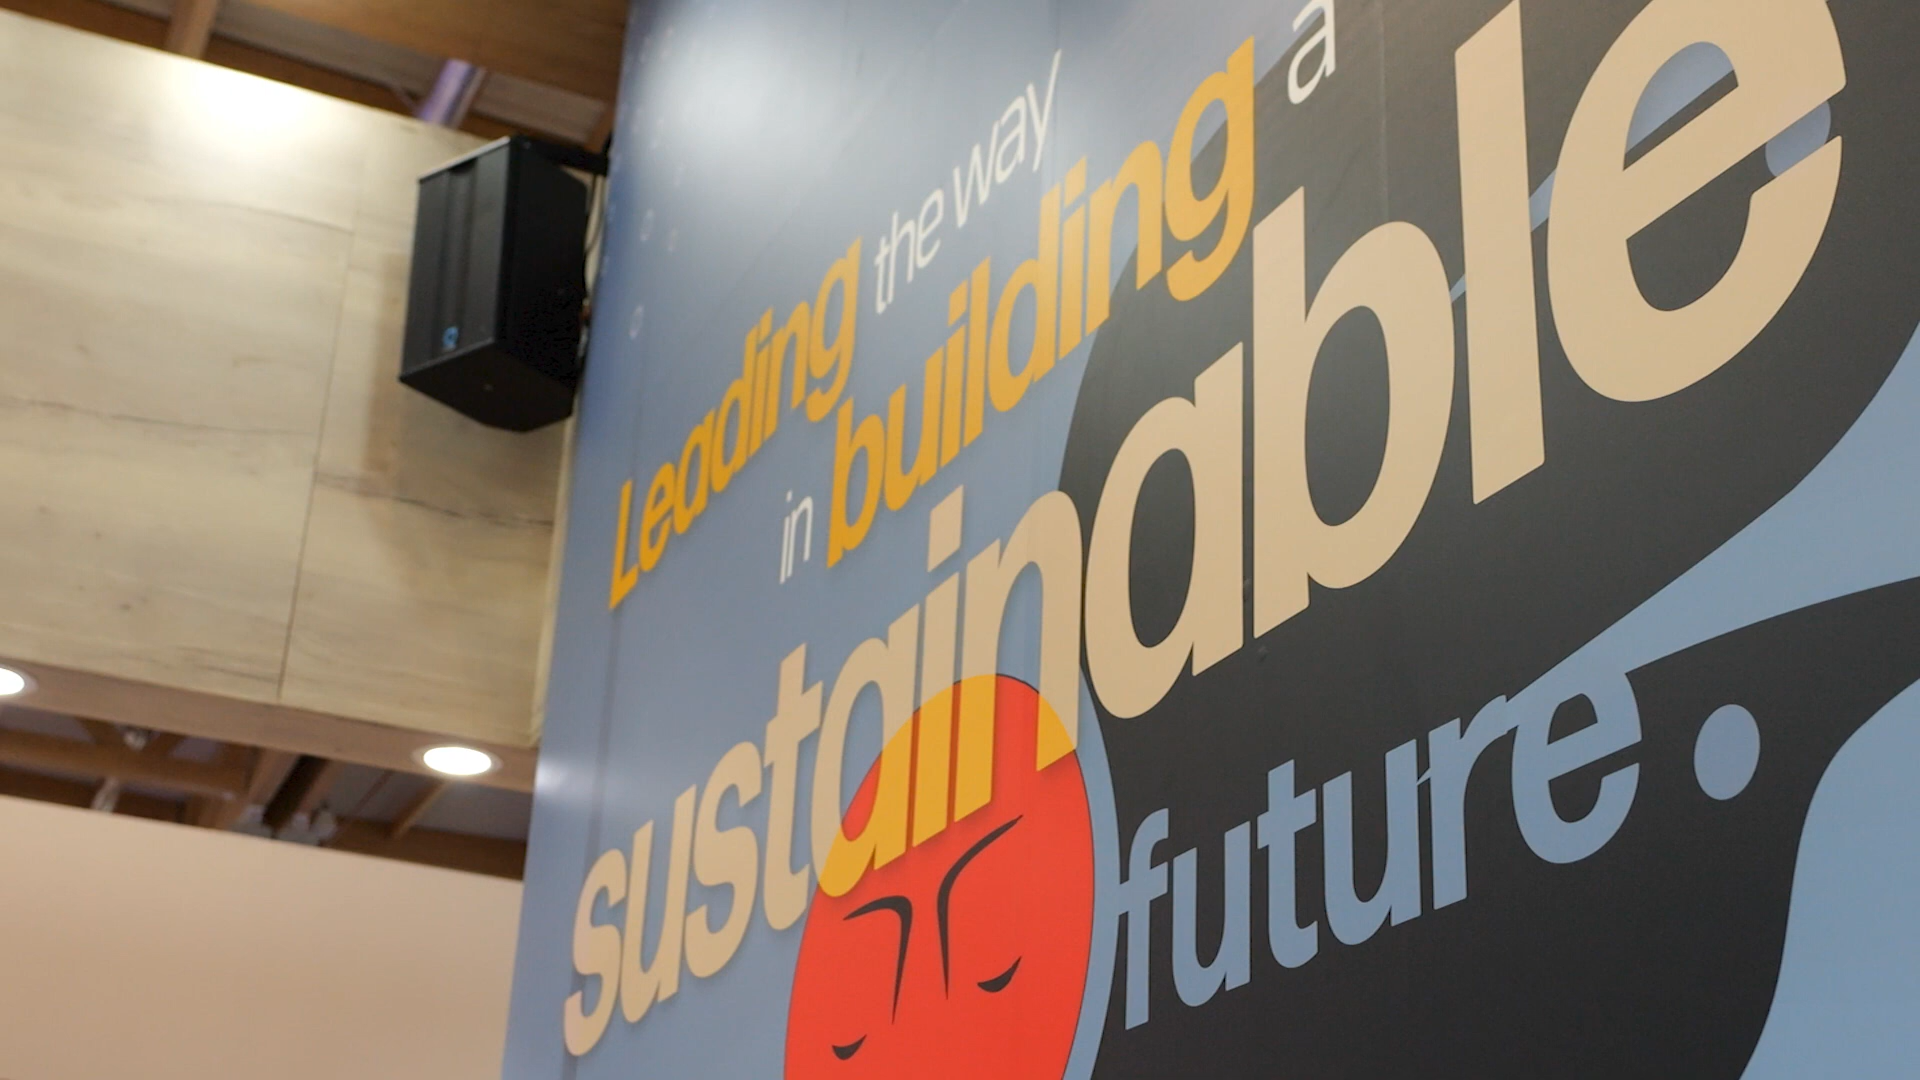 Leading the way
in building a
sustainable
future.